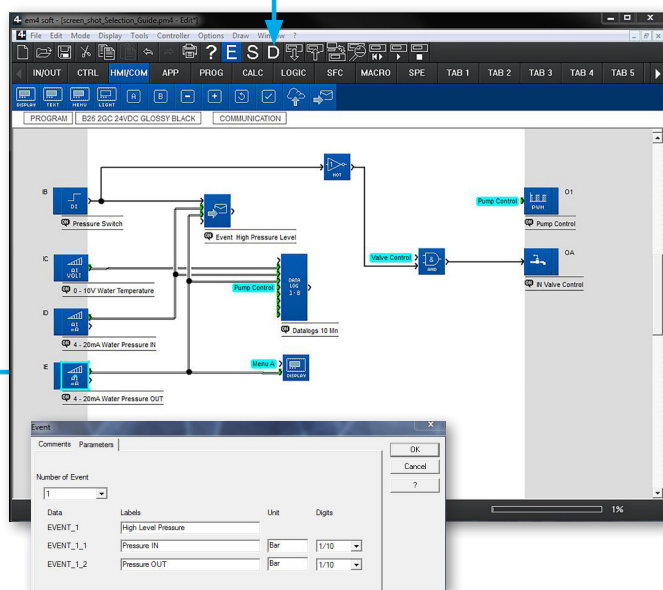 em4 soft - [screen_shot_Selection_Guide.pm4 - Edit*]
File Edit Mode Display Tools Controller Options Draw Window ?
? E S D
IN/OUT CTRL HMI/COM APP PROG CALC LOGIC SFC MACRO SPE TAB 1 TAB 2 TAB 3 TAB 4 TAB 5
DISPLAY TEXT MENU LIGHT A B
PROGRAM B26 2GC 24VDC GLOSSY BLACK COMMUNICATION
NOT
IB
DI
Pressure Switch
Event High Pressure Level
Pump Control
O1
PWM
Pump Control
IC
AI
VOLT
0 - 10V Water Temperature
Pump Control
DATA
LOG
1-8
Datalogs 10 Mn
Valve Control
&
AND
OA
IN Valve Control
ID
AI
mA
4 - 20mA Water Pressure IN
IE
mA
4 - 20mA Water Pressure OUT
Menu A
DISPLAY
1%
Event
Comments Parameters
OK
Cancel
?
Number of Event
1
Data Labels Unit Digits
EVENT_1 High Level Pressure
EVENT_1_1 Pressure IN Bar 1/10
EVENT_1_2 Pressure OUT Bar 1/10